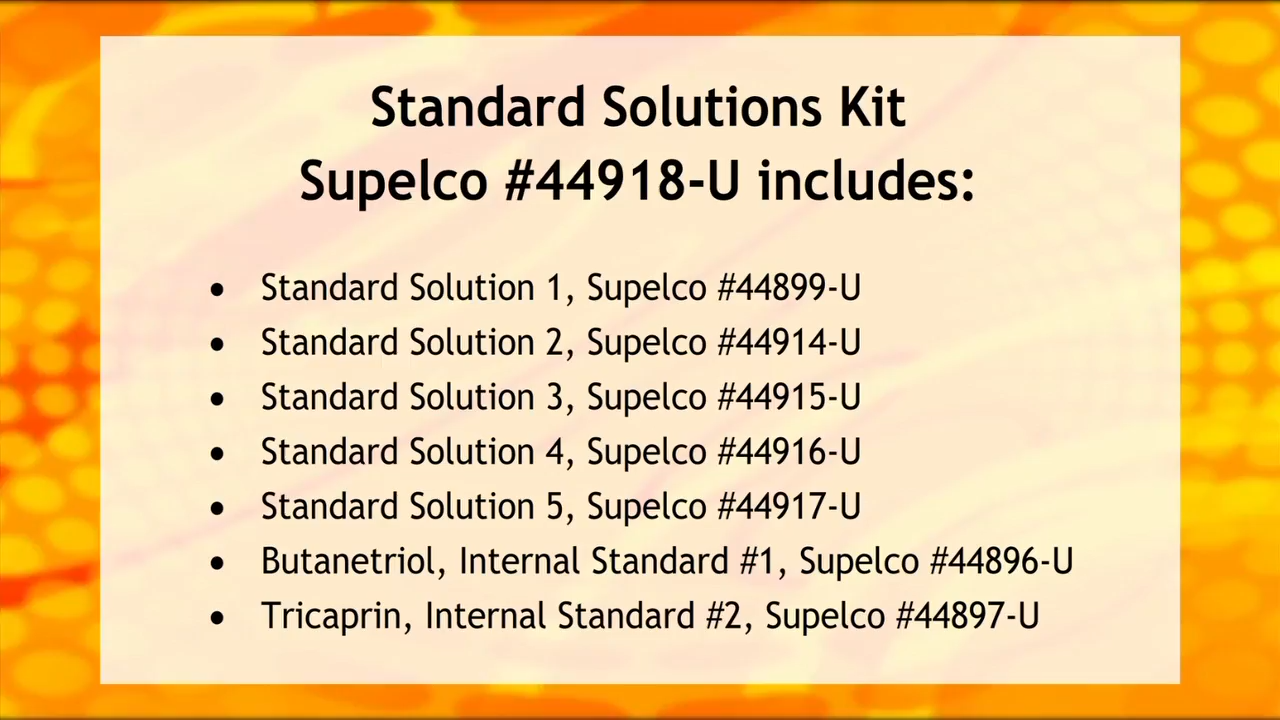 Standard Solutions Kit
Supelco #44918-U includes:
• Standard Solution 1, Supelco #44899-U
• Standard Solution 2, Supelco #44914-U
• Standard Solution 3, Supelco #44915-U
• Standard Solution 4, Supelco #44916-U
• Standard Solution 5, Supelco #44917-U
• Butanetriol, Internal Standard #1, Supelco #44896-U
• Tricaprin, Internal Standard #2, Supelco #44897-U